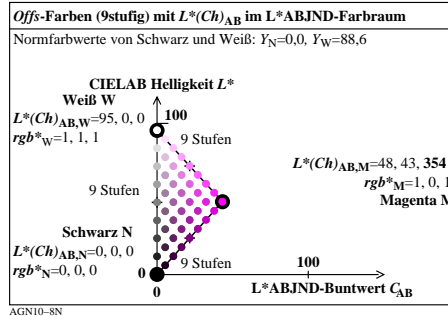 Offs-Farben (9stufig) mit L*(Ch)AB im L*ABJND-Farbraum
Normfarbwerte von Schwarz und Weiß: YN=0,0, YW=88,6
CIELAB Helligkeit L*
Weiß W
100
L*(Ch)AB,W=95, 0, 0
rgb*W=1, 1, 1
9 Stufen
L*(Ch)AB,M=48, 43, 354
rgb*M=1, 0, 1
Magenta M
9 Stufen
Schwarz N
L*(Ch)AB,N=0, 0, 0
rgb*N=0, 0, 0
9 Stufen
0
0
100
L*ABJND-Buntwert CAB
AGN10-8N